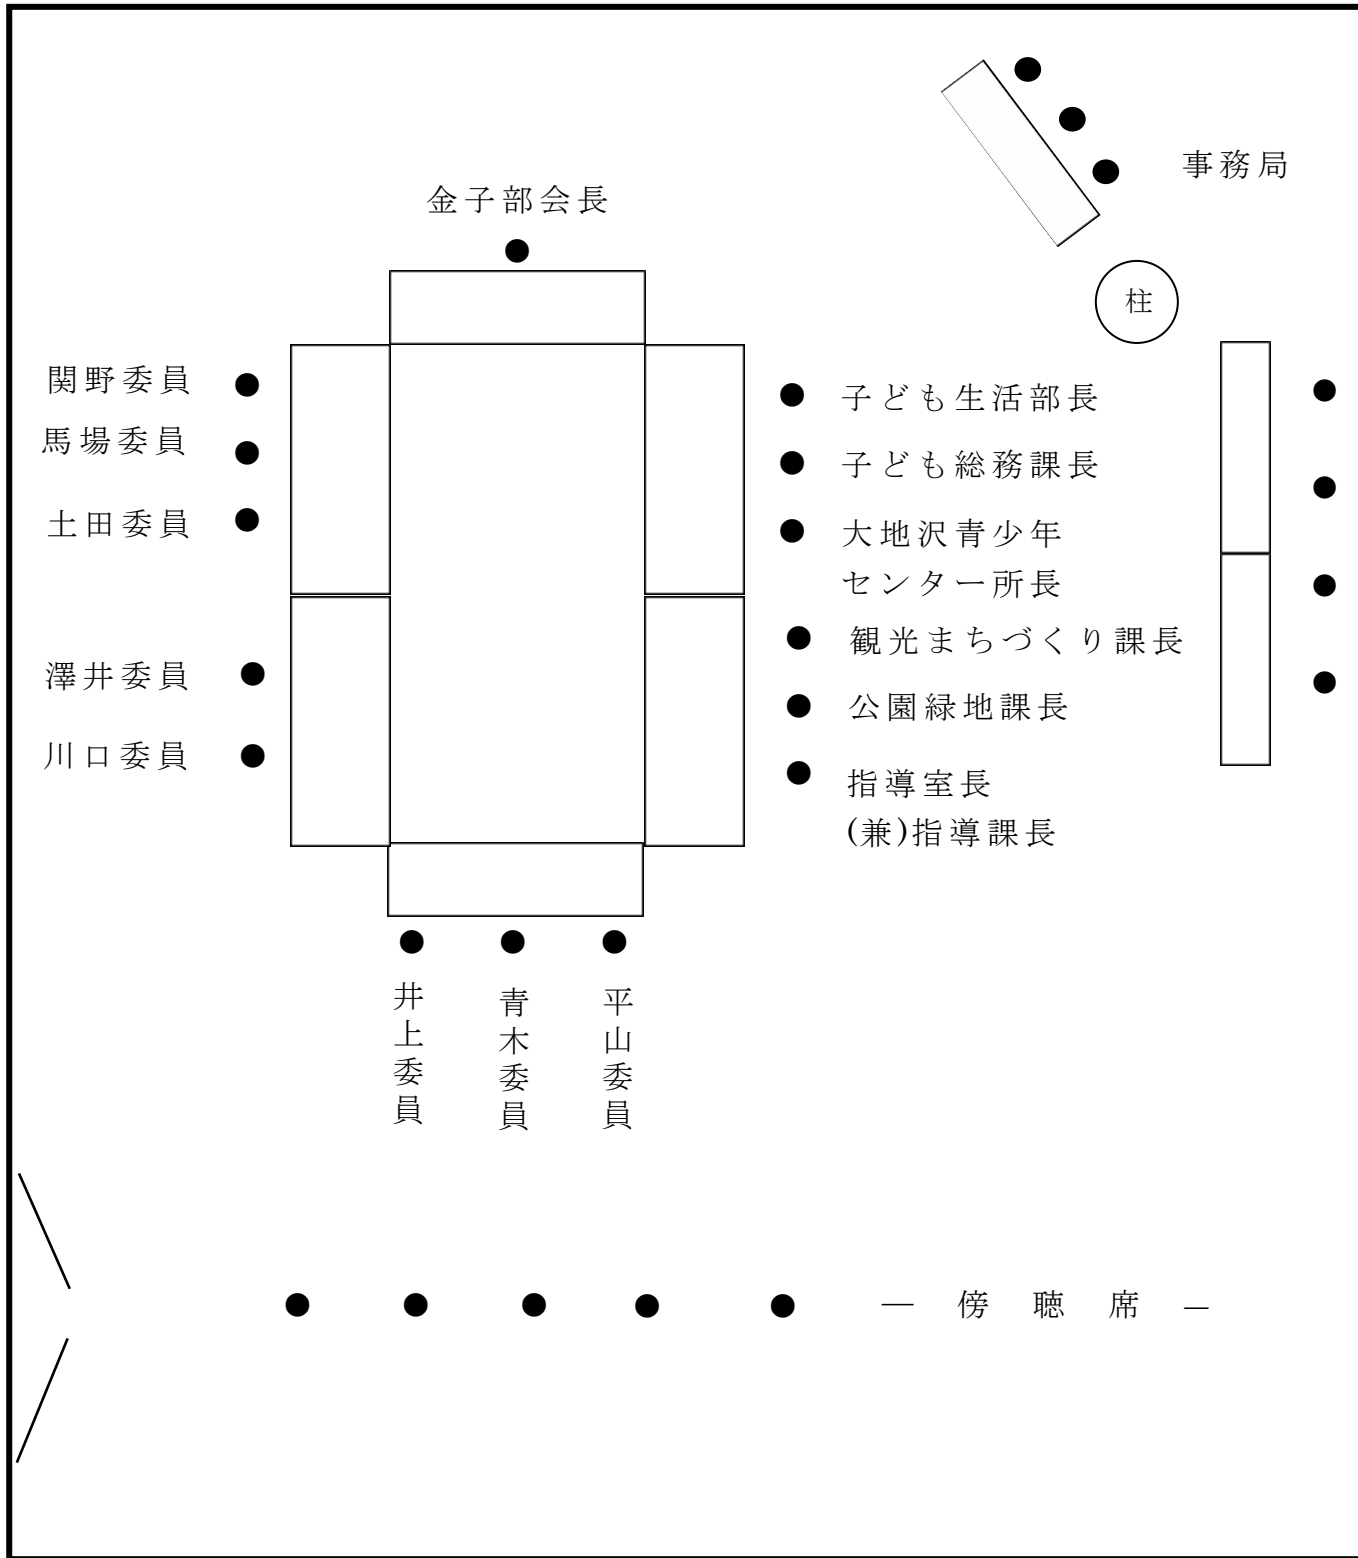 事務局
金子部会長
柱
関野委員
馬場委員
土田委員
澤井委員
川口委員
子ども生活部長
子ども総務課長
大地沢青少年
センター所長
観光まちづくり課長
公園緑地課長
指導室長
(兼)指導課長
井上委員
青木委員
平山委員
― 傍聴席 ―